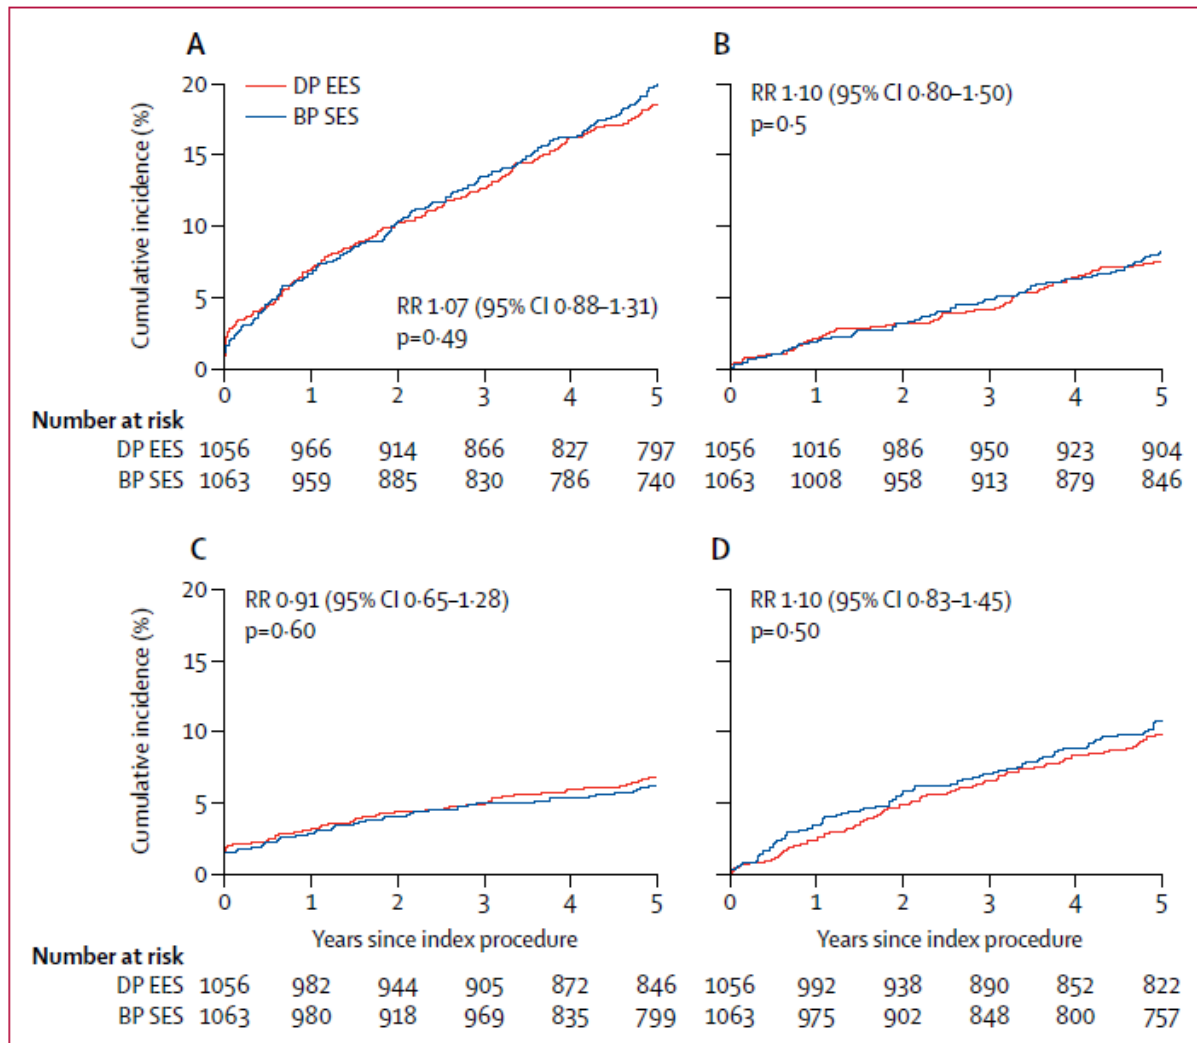 A
B
20
DP EES
BP SES
RR 1·10 (95% CI 0·80–1·50)
p=0·5
15
10
5
RR 1·07 (95% CI 0·88–1·31)
p=0·49
0
Cumulative incidence (%)
0 1 2 3 4 5 0 1 2 3 4 5
Number at risk
DP EES 1056 966 914 866 827 797 1056 1016 986 950 923 904
BP SES 1063 959 885 830 786 740 1063 1008 958 913 879 846
C
D
20
RR 0·91 (95% CI 0·65–1·28)
p=0·60
RR 1·10 (95% CI 0·83–1·45)
p=0·50
15
10
5
0
Cumulative incidence (%)
0 1 2 3 4 5 0 1 2 3 4 5
Years since index procedure Years since index procedure
Number at risk
DP EES 1056 982 944 905 872 846 1056 992 938 890 852 822
BP SES 1063 980 918 969 835 799 1063 975 902 848 800 757